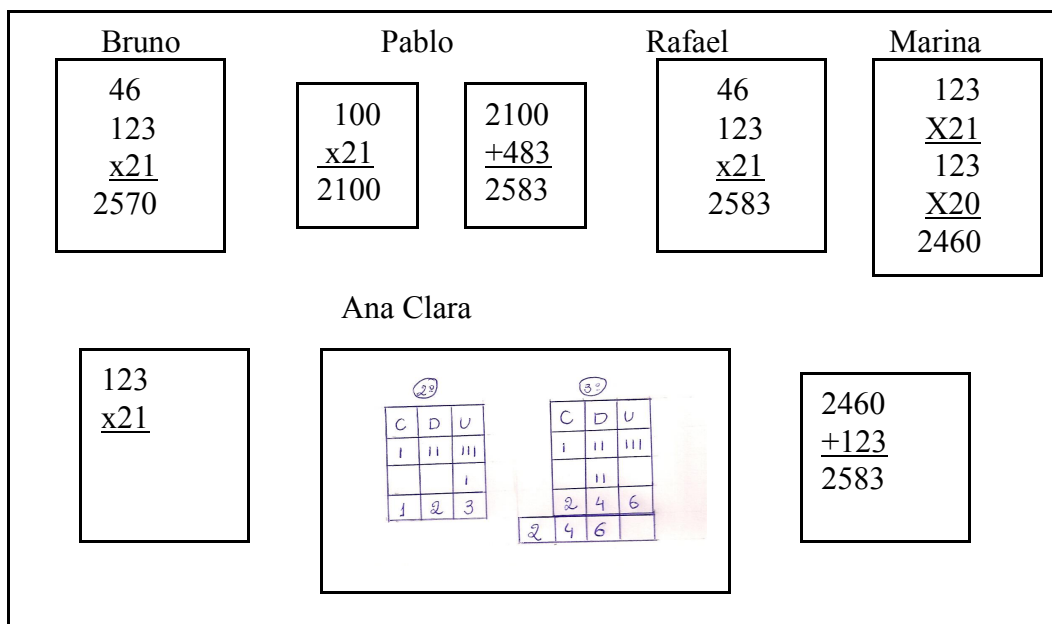 Bruno
46
123
x21
2570
Pablo
100
x21
2100
2100
+483
2583
Rafael
46
123
x21
2583
Marina
123
X21
123
X20
2460
Ana Clara
123
x21
2º
C D U
I II III
I
1 2 3
3º
C D U
I II III
II
2 4 6
2 4 6
2460
+123
2583